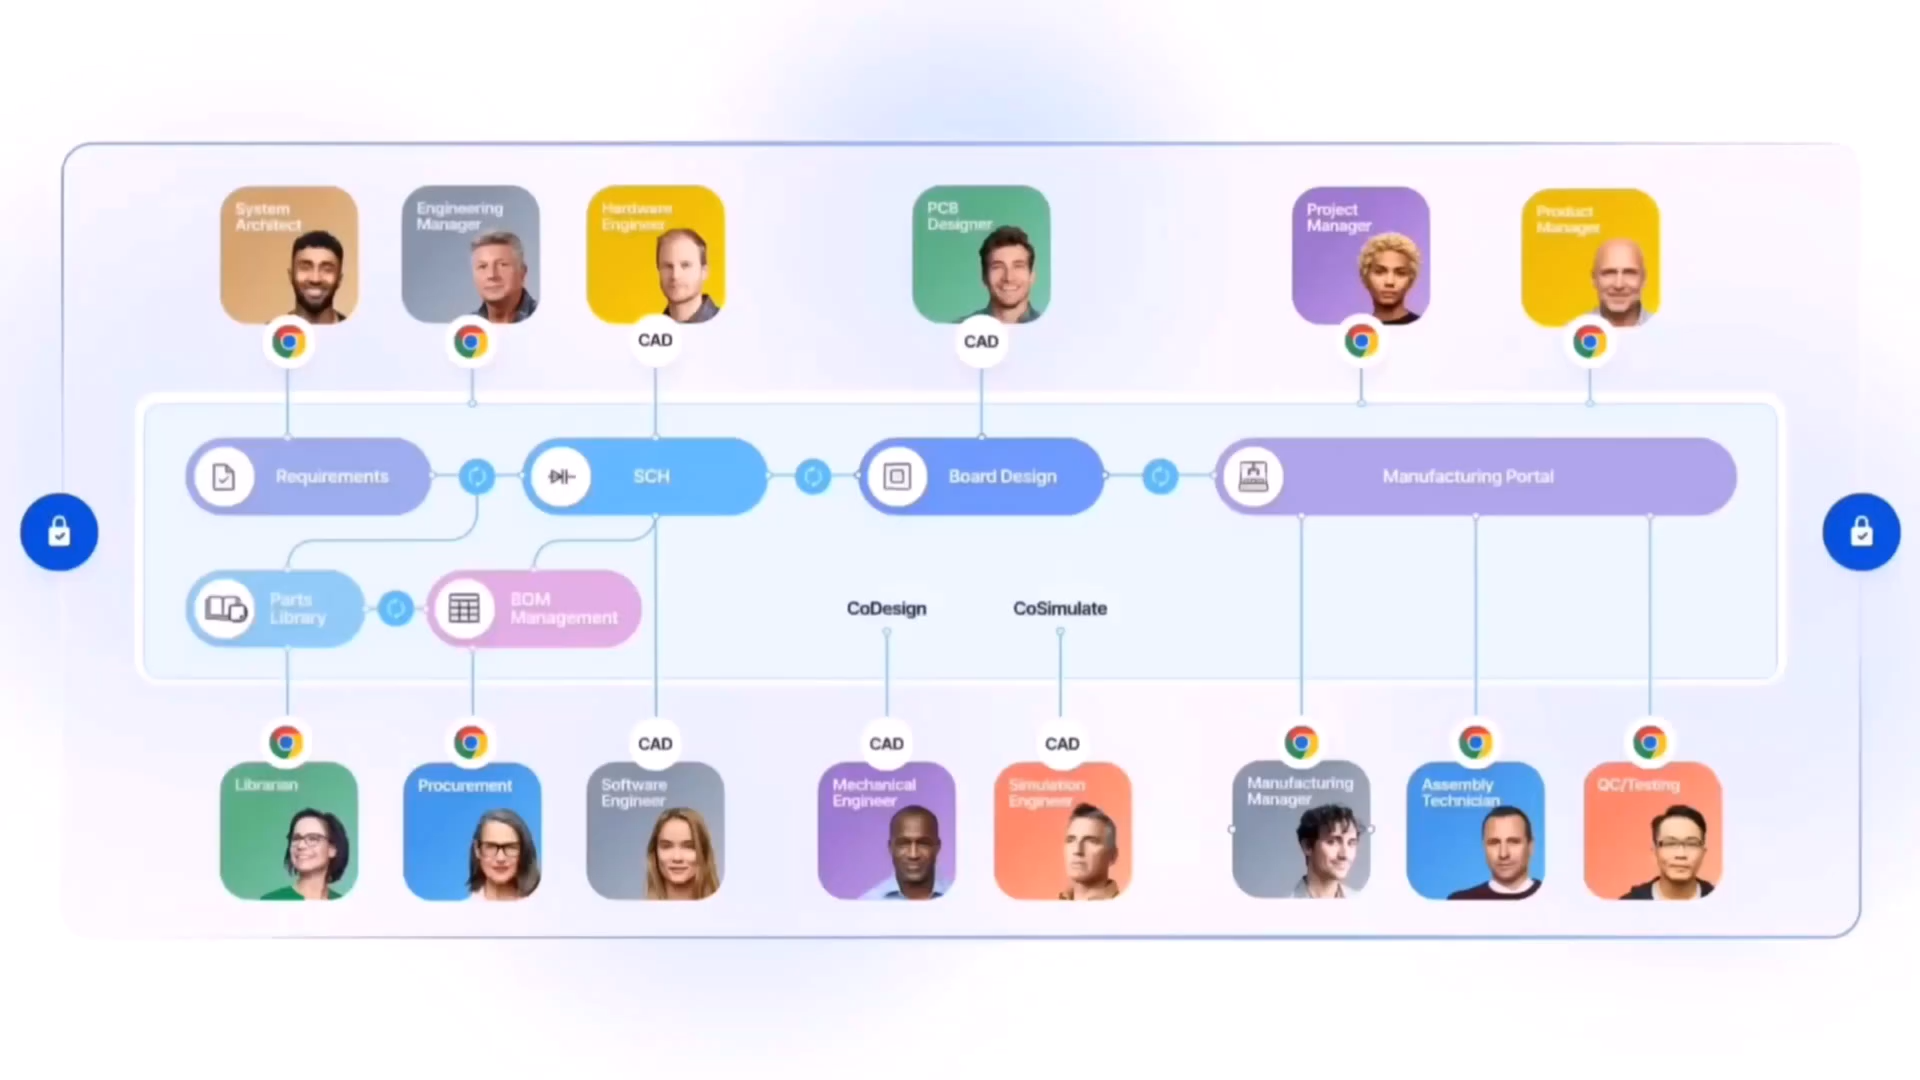 System
Architect
Engineering
Manager
Hardware
Engineer
PCB
Designer
Project
Manager
Product
Manager
CAD
CAD
Requirements
SCH
Board Design
Manufacturing Portal
Parts
Library
BOM
Management
CoDesign
CoSimulate
CAD
CAD
CAD
Librarian
Procurement
Software
Engineer
Mechanical
Engineer
Simulation
Engineer
Manufacturing
Manager
Assembly
Technician
QC/Testing